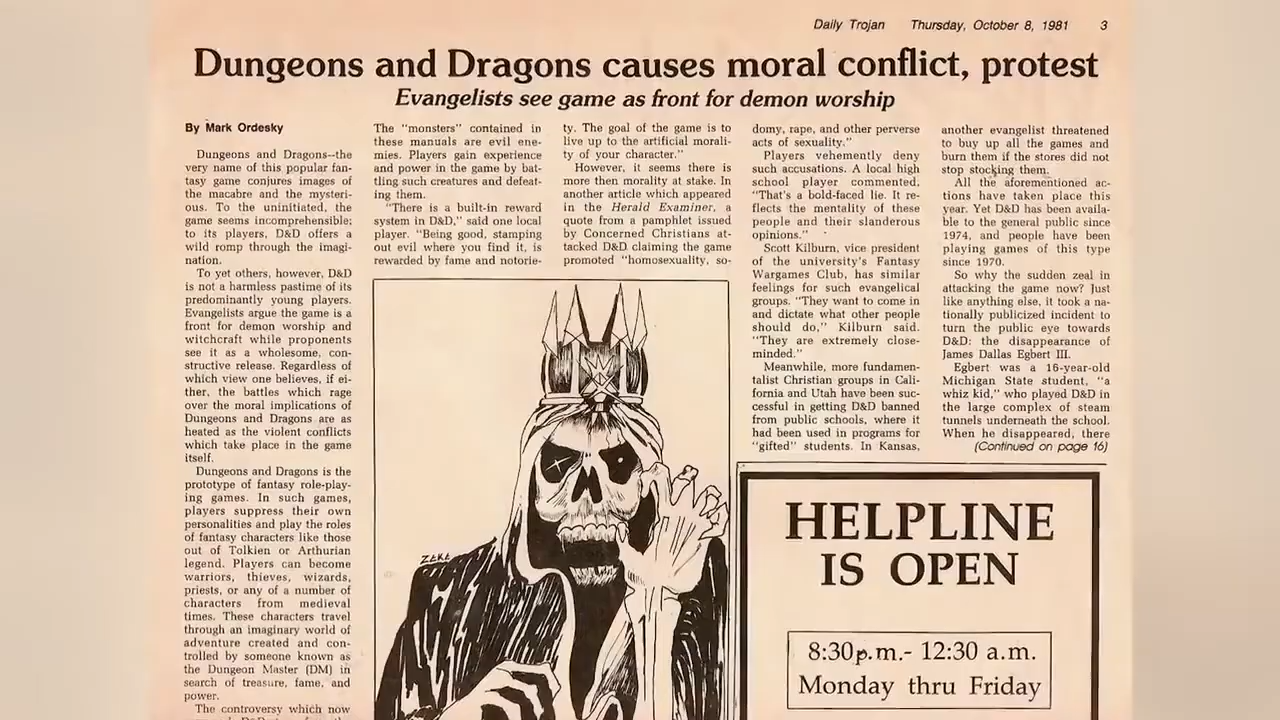 Daily Trojan Thursday, October 8, 1981 3
Dungeons and Dragons causes moral conflict, protest
Evangelists see game as front for demon worship
By Mark Ordesky
Dungeons and Dragons--the
very name of this popular fan-
tasy game conjures images of
the macabre and the mysteri-
ous. To the uninitiated, the
game seems incomprehensible;
to its players, D&D offers a
wild romp through the imagi-
nation.
To yet others, however, D&D
is not a harmless pastime of its
predominantly young players.
Evangelists argue the game is a
front for demon worship and
witchcraft while proponents
see it as a wholesome, con-
structive release. Regardless of
which view one believes, if ei-
ther, the battles which rage
over the moral implications of
Dungeons and Dragons are as
heated as the violent conflicts
which take place in the game
itself.
Dungeons and Dragons is the
prototype of fantasy role-play-
ing games. In such games,
players suppress their own
personalities and play the roles
of fantasy characters like those
out of Tolkien or Arthurian
legend. Players can become
warriors, thieves, wizards,
priests, or any of a number of
characters from medieval
times. These characters travel
through an imaginary world of
adventure created and con-
trolled by someone known as
the Dungeon Master (DM) in
search of treasure, fame, and
power.
The controversy which now
The "monsters" contained in
these manuals are evil ene-
mies. Players gain experience
and power in the game by bat-
tling such creatures and defeat-
ing them.
"There is a built-in reward
system in D&D," said one local
player. "Being good, stamping
out evil where you find it, is
rewarded by fame and notorie-
ty. The goal of the game is to
live up to the artificial morali-
ty of your character."
However, it seems there is
more then morality at stake. In
another article which appeared
in the Herald Examiner, a
quote from a pamphlet issued
by Concerned Christians at-
tacked D&D claiming the game
promoted "homosexuality, so-
domy, rape, and other perverse
acts of sexuality."
Players vehemently deny
such accusations. A local high
school player commented,
"That's a bold-faced lie. It re-
flects the mentality of these
people and their slanderous
opinions."
Scott Kilburn, vice president
of the university's Fantasy
Wargames Club, has similar
feelings for such evangelical
groups. "They want to come in
and dictate what other people
should do," Kilburn said.
"They are extremely close-
minded."
Meanwhile, more fundamen-
talist Christian groups in Cali-
fornia and Utah have been suc-
cessful in getting D&D banned
from public schools, where it
had been used in programs for
"gifted" students. In Kansas,
another evangelist threatened
to buy up all the games and
burn them if the stores did not
stop stocking them.
All the aforementioned ac-
tions have taken place this
year. Yet D&D has been availa-
ble to the general public since
1974, and people have been
playing games of this type
since 1970.
So why the sudden zeal in
attacking the game now? Just
like anything else, it took a na-
tionally publicized incident to
turn the public eye towards
D&D: the disappearance of
James Dallas Egbert III.
Egbert was a 16-year-old
Michigan State student, "a
whiz kid," who played D&D in
the large complex of steam
tunnels underneath the school.
When he disappeared, there
(Continued on page 16)
ZEKE
HELPLINE
IS OPEN
8:30p.m.- 12:30 a.m.
Monday thru Friday